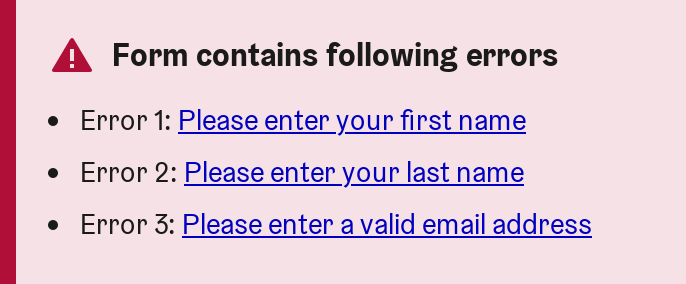 Form contains following errors
Error 1: Please enter your first name
Error 2: Please enter your last name
Error 3: Please enter a valid email address